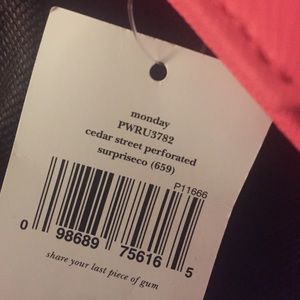 monday
PWRU3782
cedar street perforated
surpriseco (659)
P11666
0 98689 75616 5
share your last piece of gum